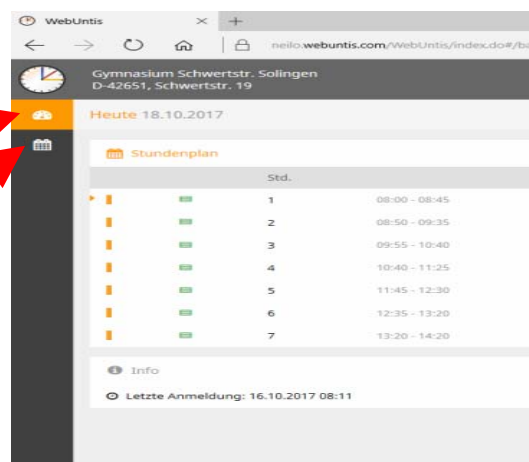 WebUntis
neilo.webuntis.com/WebUntis/index.do#/ba
Gymnasium Schwertstr. Solingen
D-42651, Schwertstr. 19
Heute 18.10.2017
Stundenplan
Std.
1 08:00 - 08:45
2 08:50 - 09:35
3 09:55 - 10:40
4 10:40 - 11:25
5 11:45 - 12:30
6 12:35 - 13:20
7 13:20 - 14:20
Info
Letzte Anmeldung: 16.10.2017 08:11